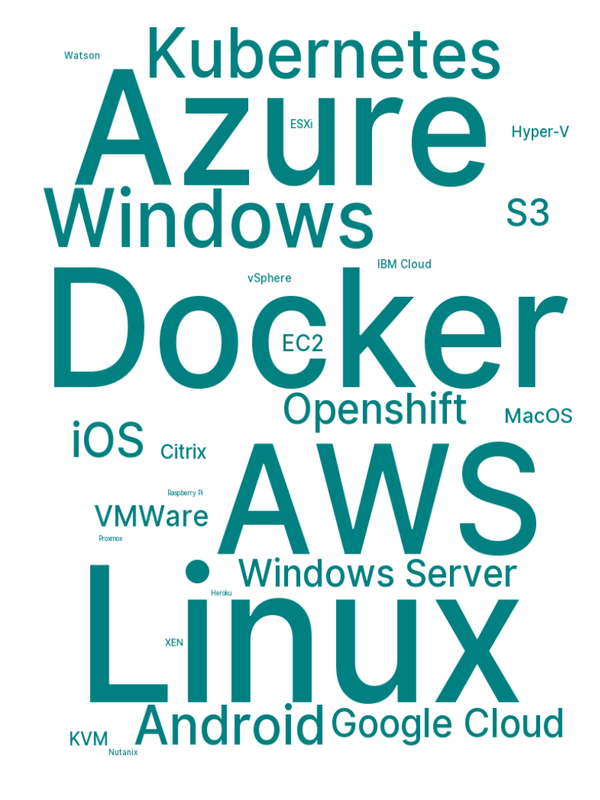 Kubernetes
Watson
Azure
ESXi
Hyper-V
Windows
S3
IBM Cloud
vSphere
Docker
EC2
Openshift
MacOS
iOS
Citrix
AWS
Raspberry Pi
VMWare
Proxmox
Windows Server
Linux
Heroku
XEN
Android
Google Cloud
KVM
Nutanix